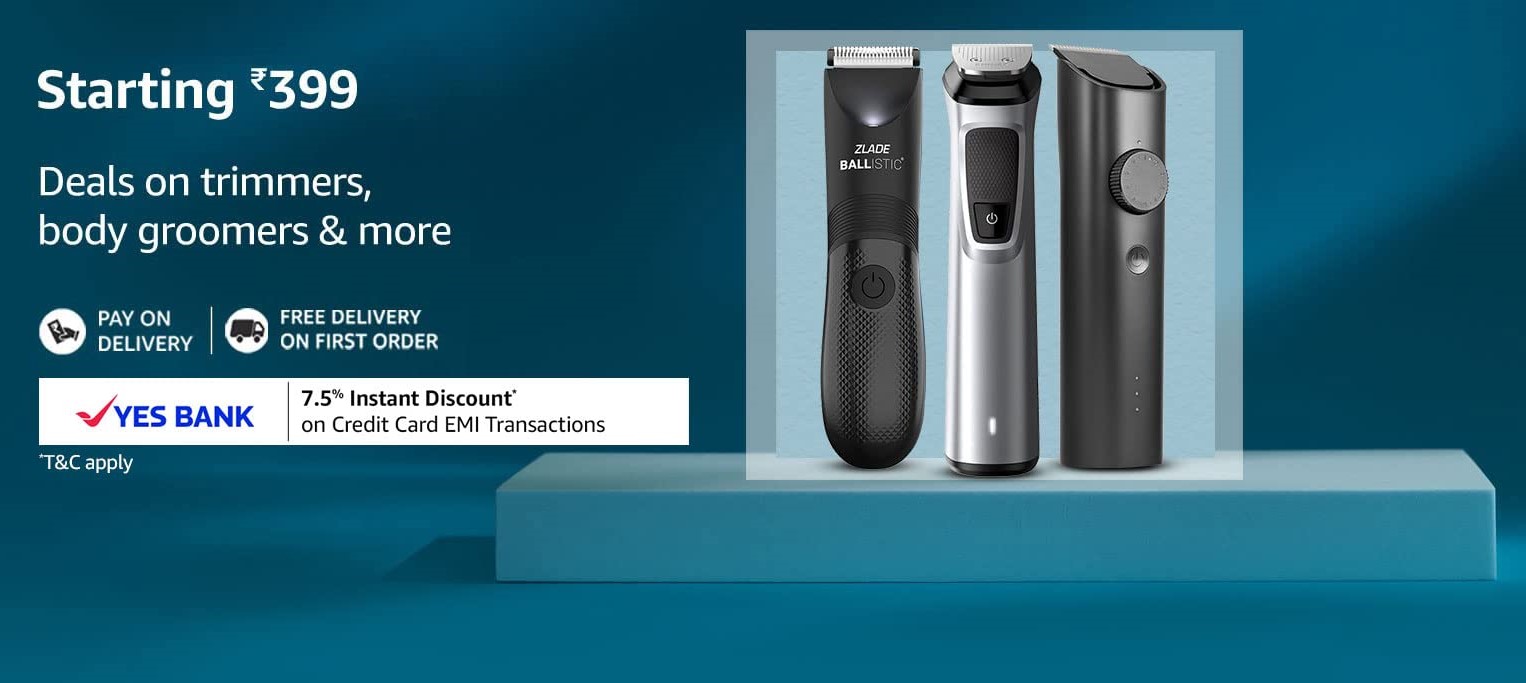 Starting ₹399
Deals on trimmers,
body groomers & more
PAY ON
DELIVERY
FREE DELIVERY
ON FIRST ORDER
YES BANK
7.5% Instant Discount*
on Credit Card EMI Transactions
*T&C apply
ZLADE
BALLISTIC